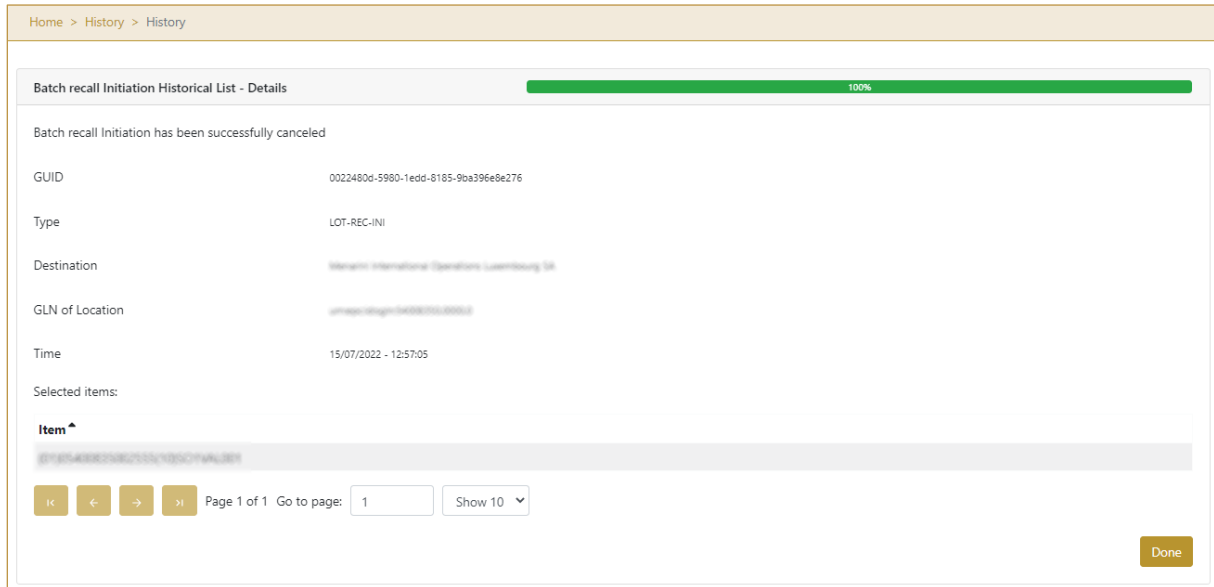 Home > History > History
Batch recall Initiation Historical List - Details 100%
Batch recall Initiation has been successfully canceled
GUID 0022480d-5980-1edd-8185-9ba396e8e276
Type LOT-REC-INI
Destination
GLN of Location
Time 15/07/2022 - 12:57:05
Selected items:
Item
Page 1 of 1 Go to page: 1 Show 10
Done